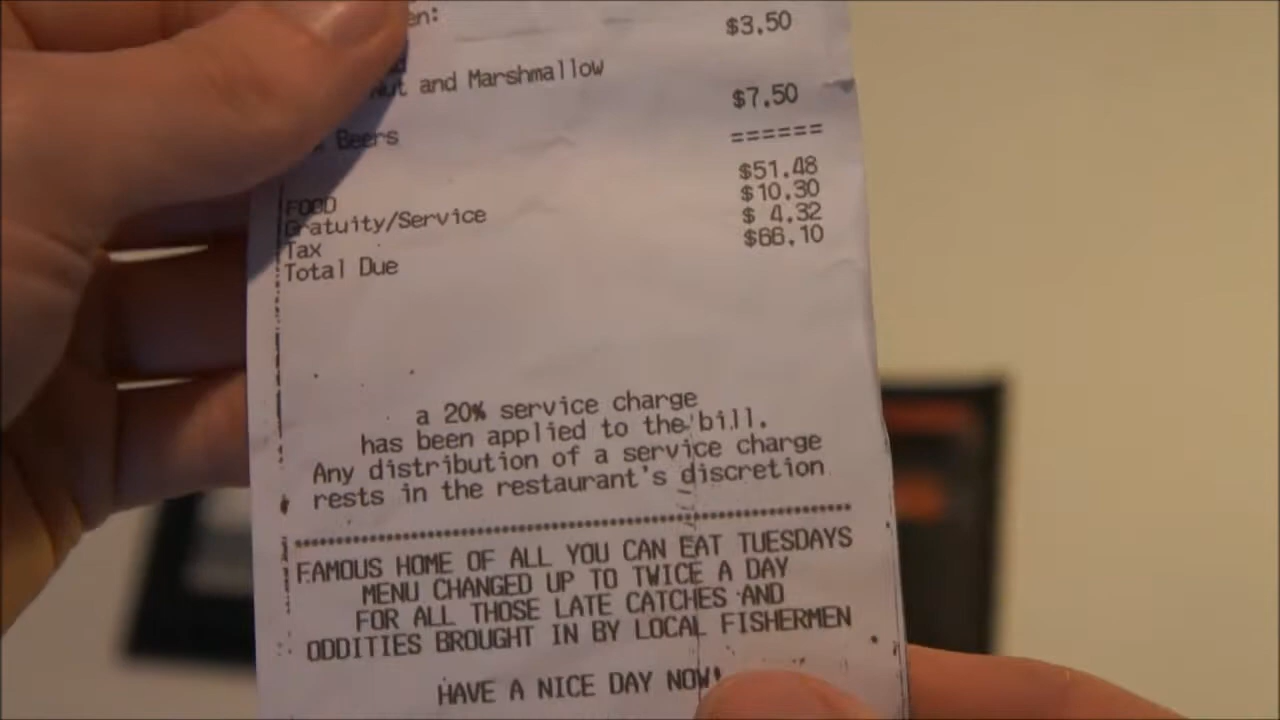 en: $3.50
and Marshmallow
$7.50
Beers
======
FOOD $51.48
Gratuity/Service $10.30
Tax $ 4.32
Total Due $66.10
a 20% service charge
has been applied to the bill.
Any distribution of a service charge
rests in the restaurant's discretion
FAMOUS HOME OF ALL YOU CAN EAT TUESDAYS
MENU CHANGED UP TO TWICE A DAY
FOR ALL THOSE LATE CATCHES AND
ODDITIES BROUGHT IN BY LOCAL FISHERMEN
HAVE A NICE DAY NOW!